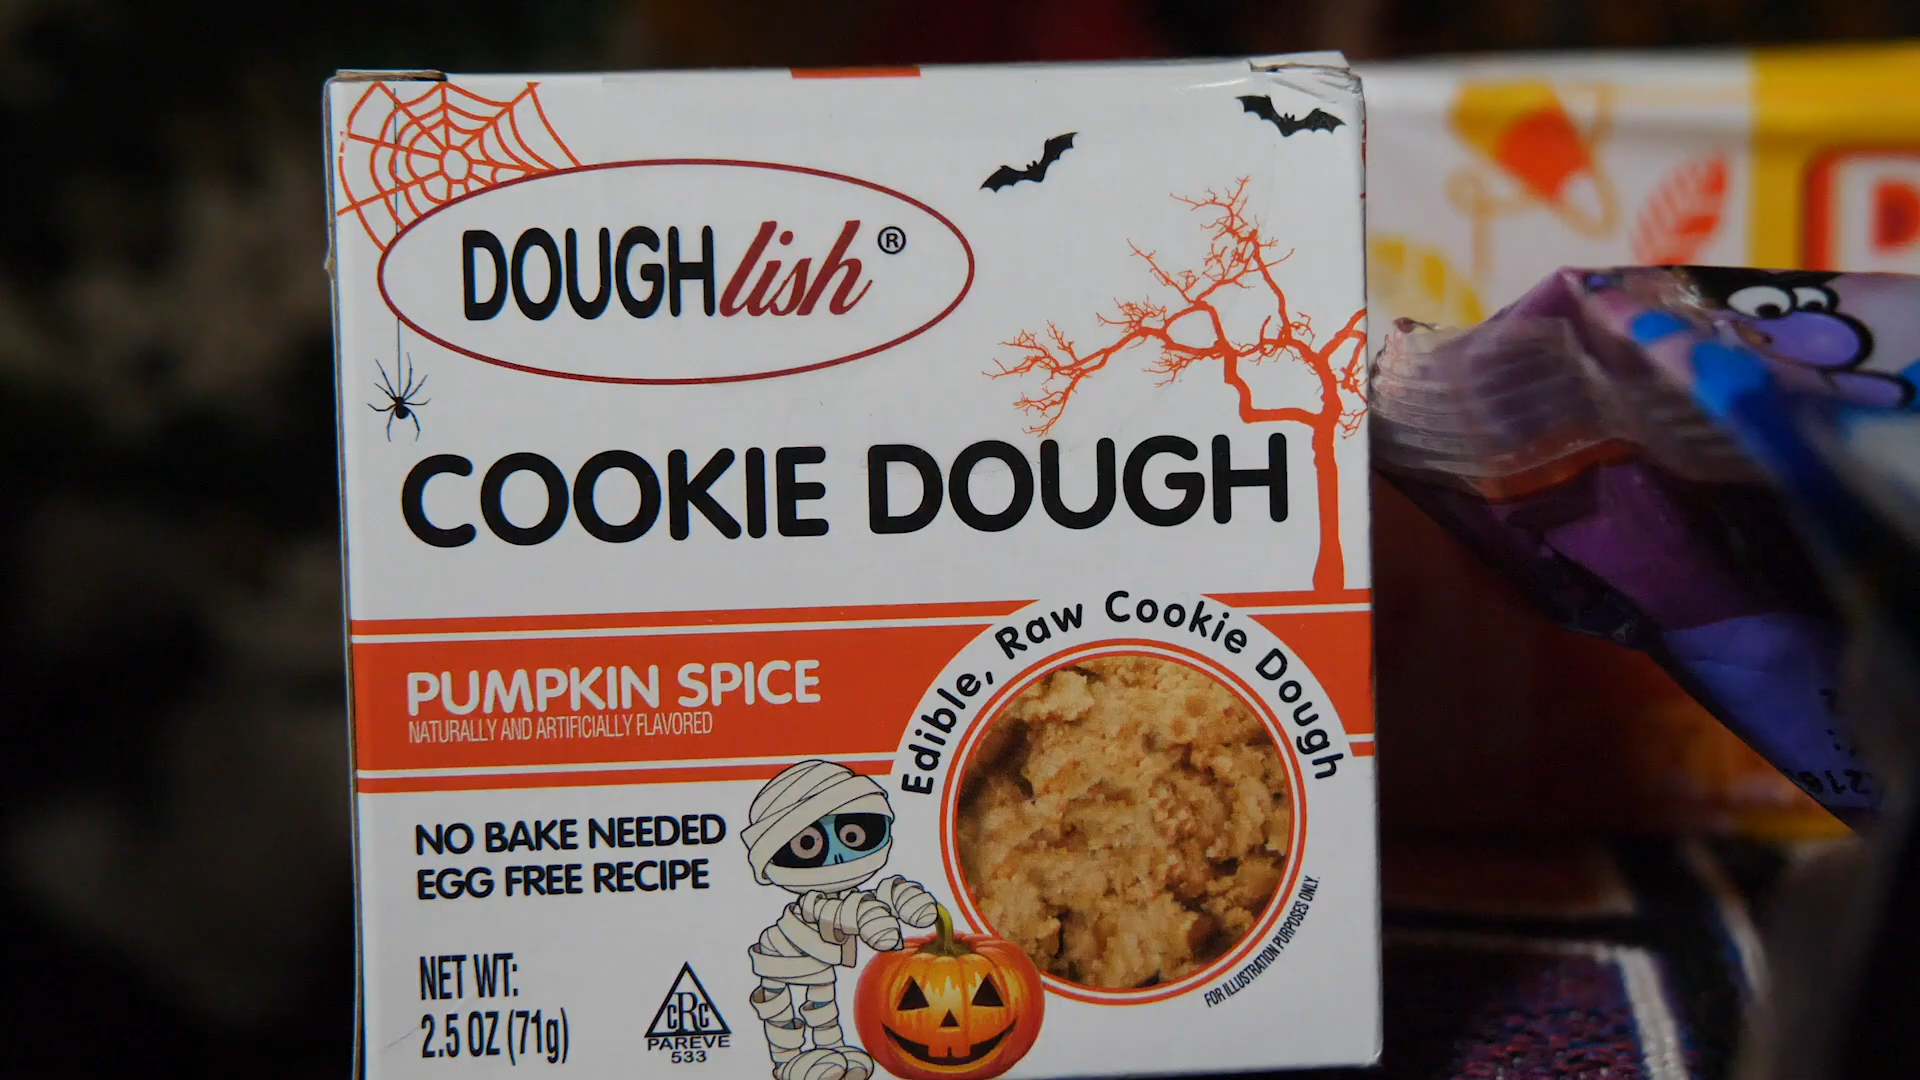 DOUGHlish®
COOKIE DOUGH
Edible, Raw Cookie Dough
PUMPKIN SPICE
NATURALLY AND ARTIFICIALLY FLAVORED
NO BAKE NEEDED
EGG FREE RECIPE
NET WT:
2.5 OZ (71g)
CRC
PAREVE
533
FOR ILLUSTRATION PURPOSES ONLY.